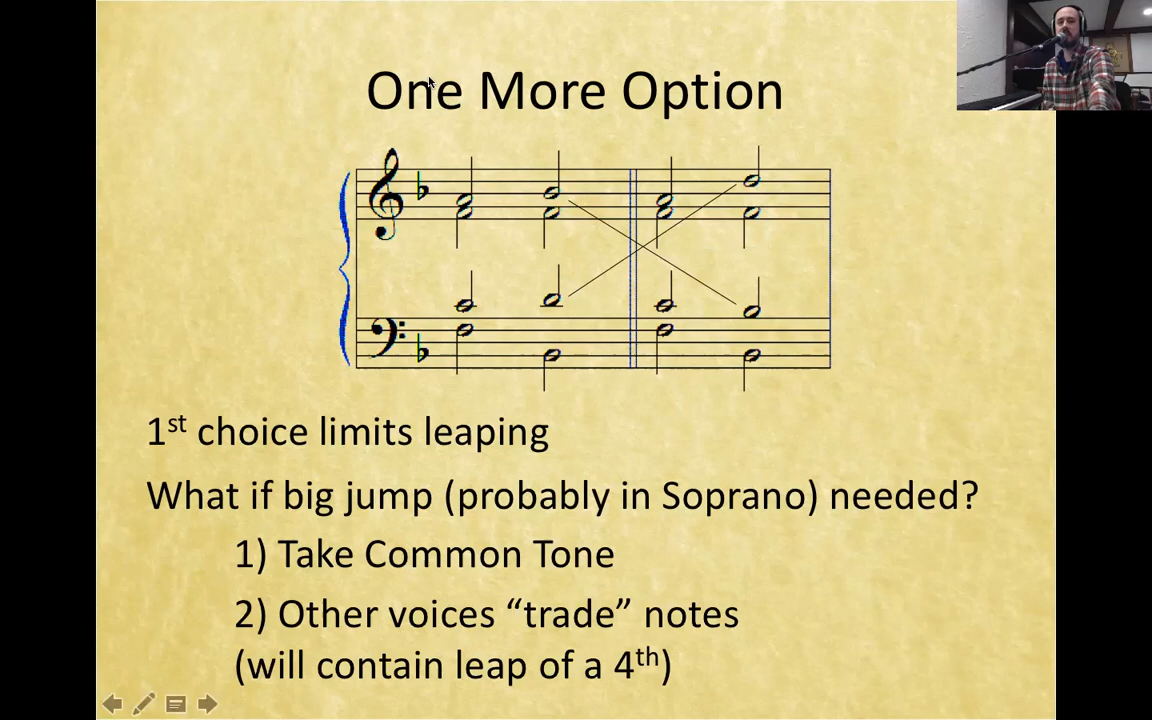 One More Option
1st choice limits leaping
What if big jump (probably in Soprano) needed?
1) Take Common Tone
2) Other voices “trade” notes
(will contain leap of a 4th)